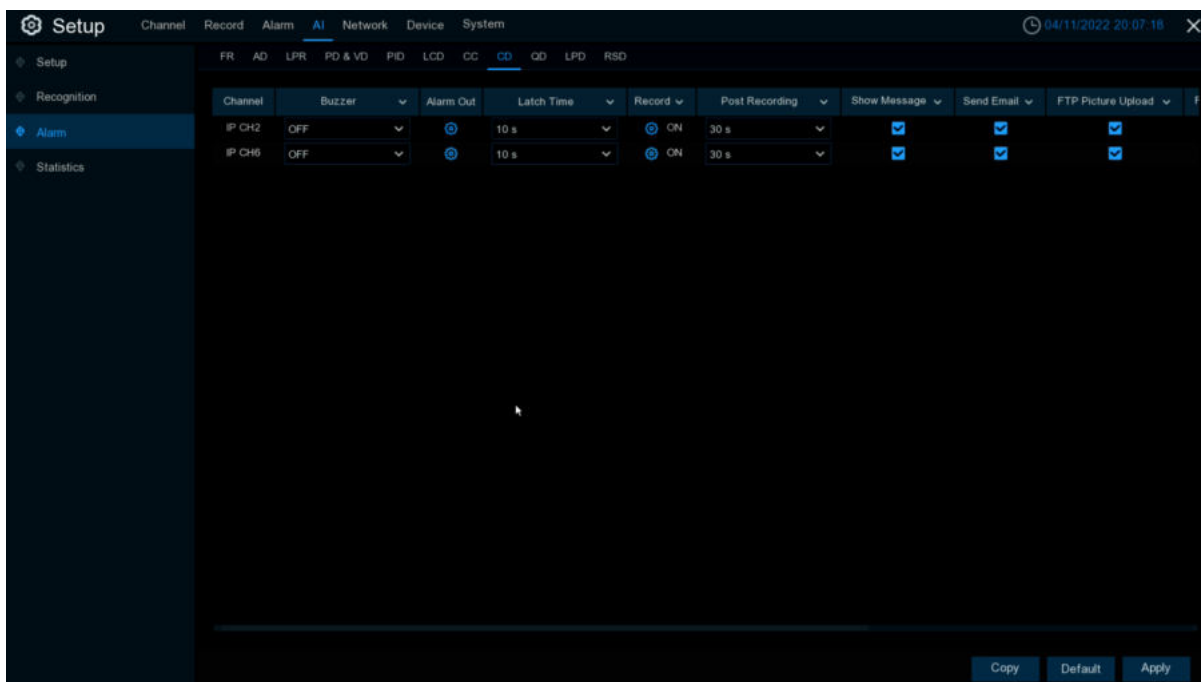 Setup Channel Record Alarm AI Network Device System 04/11/2022 20:07:16
FR AD LPR PD & VD PID LCD CC CD QD LPD RSD
Setup
Recognition
Alarm
Statistics
Channel Buzzer Alarm Out Latch Time Record Post Recording Show Message Send Email FTP Picture Upload
IP CH2 OFF 10 s ON 30 s
IP CH6 OFF 10 s ON 30 s
Copy Default Apply